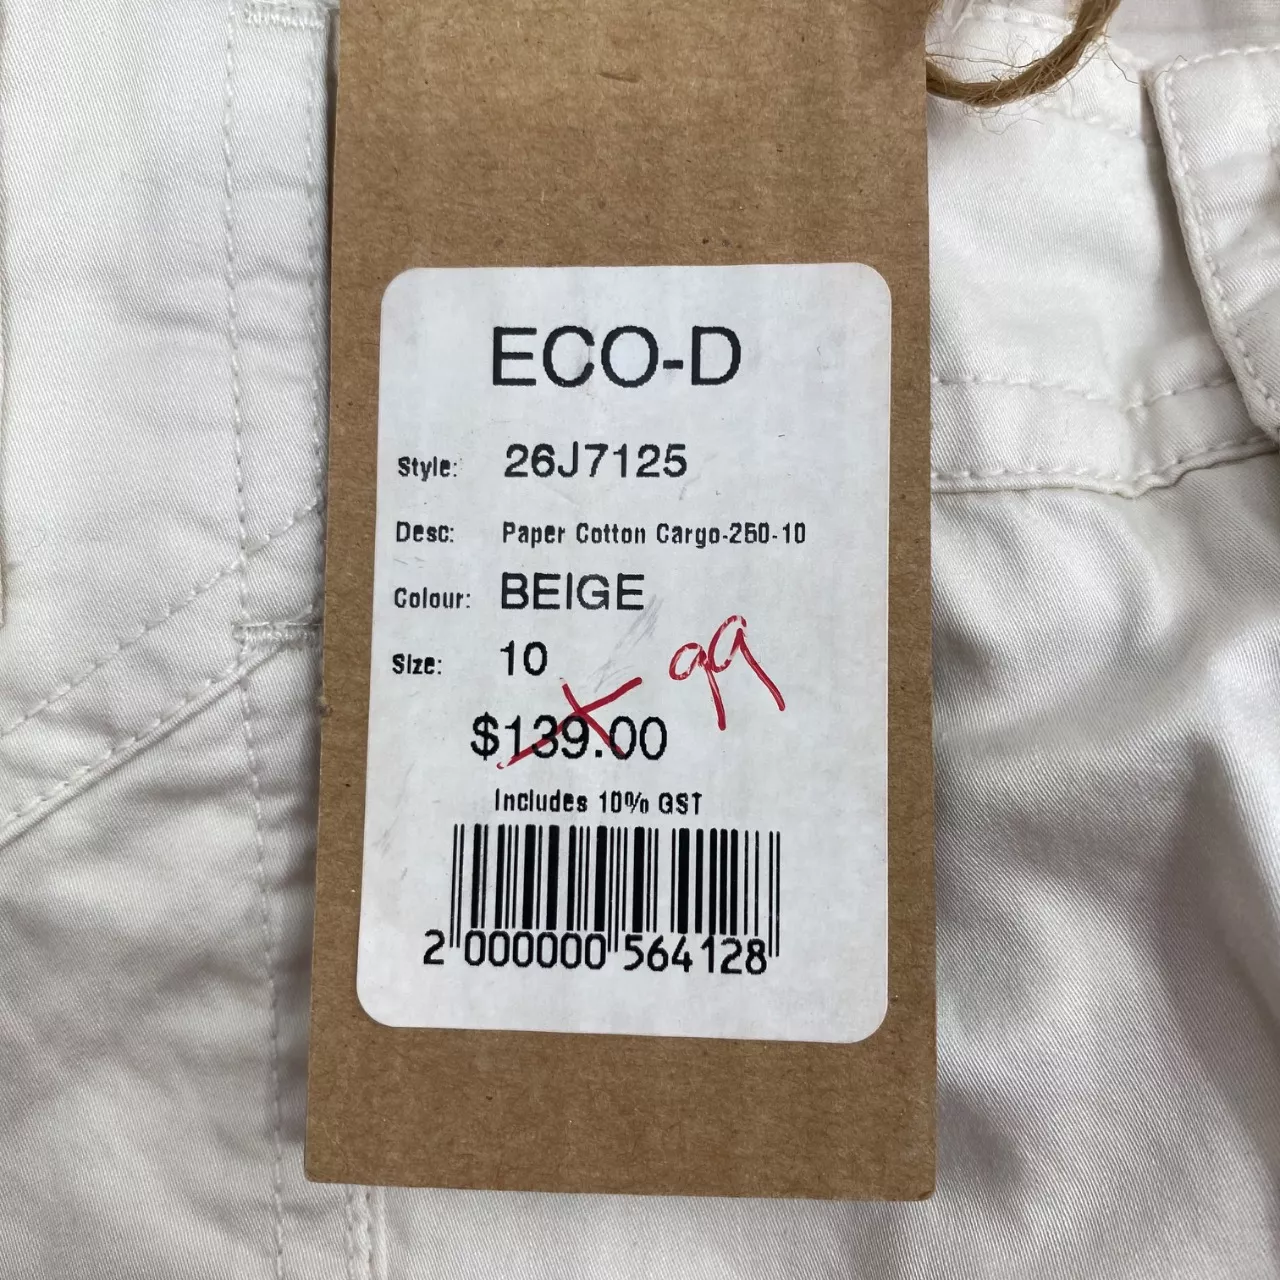 ECO-D
Style: 26J7125
Desc: Paper Cotton Cargo-260-10
Colour: BEIGE
Size: 10
99
$139.00
Includes 10% GST
2 000000 564128